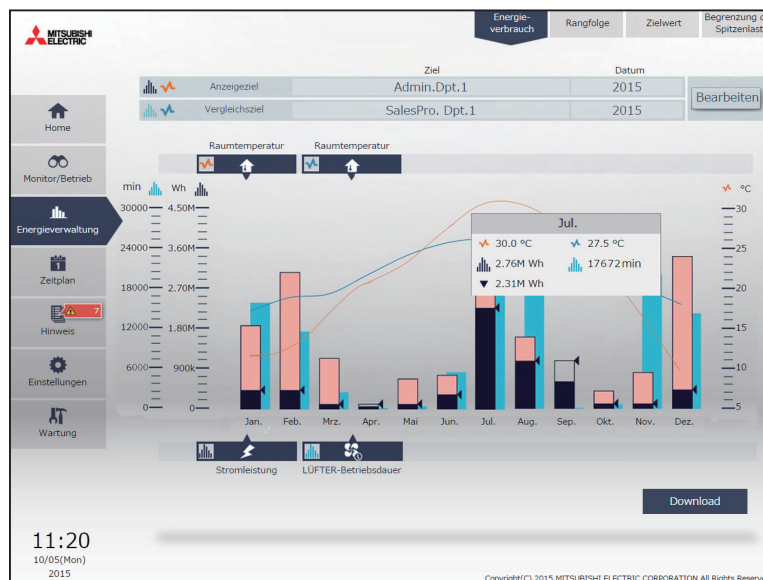 MITSUBISHI
ELECTRIC
Energie-
verbrauch
Rangfolge
Zielwert
Begrenzung
Spitzenlast
Ziel
Datum
Anzeigeziel
Admin.Dpt.1
2015
Vergleichsziel
SalesPro. Dpt.1
2015
Bearbeiten
Home
Monitor/Betrieb
Energieverwaltung
Zeitplan
1
Hinweis
7
Einstellungen
Wartung
Raumtemperatur
Raumtemperatur
min
Wh
°C
30000
4.50M
30
24000
3.60M
25
18000
2.70M
20
12000
1.80M
15
6000
900k
10
0
0
5
Jul.
30.0 °C
27.5 °C
2.76M Wh
17672min
2.31M Wh
Jan.
Feb.
Mrz.
Apr.
Mai
Jun.
Jul.
Aug.
Sep.
Okt.
Nov.
Dez.
Stromleistung
LÜFTER-Betriebsdauer
Download
11:20
10/05(Mon)
2015
Copyright(C) 2015 MITSUBISHI ELECTRIC CORPORATION All Rights